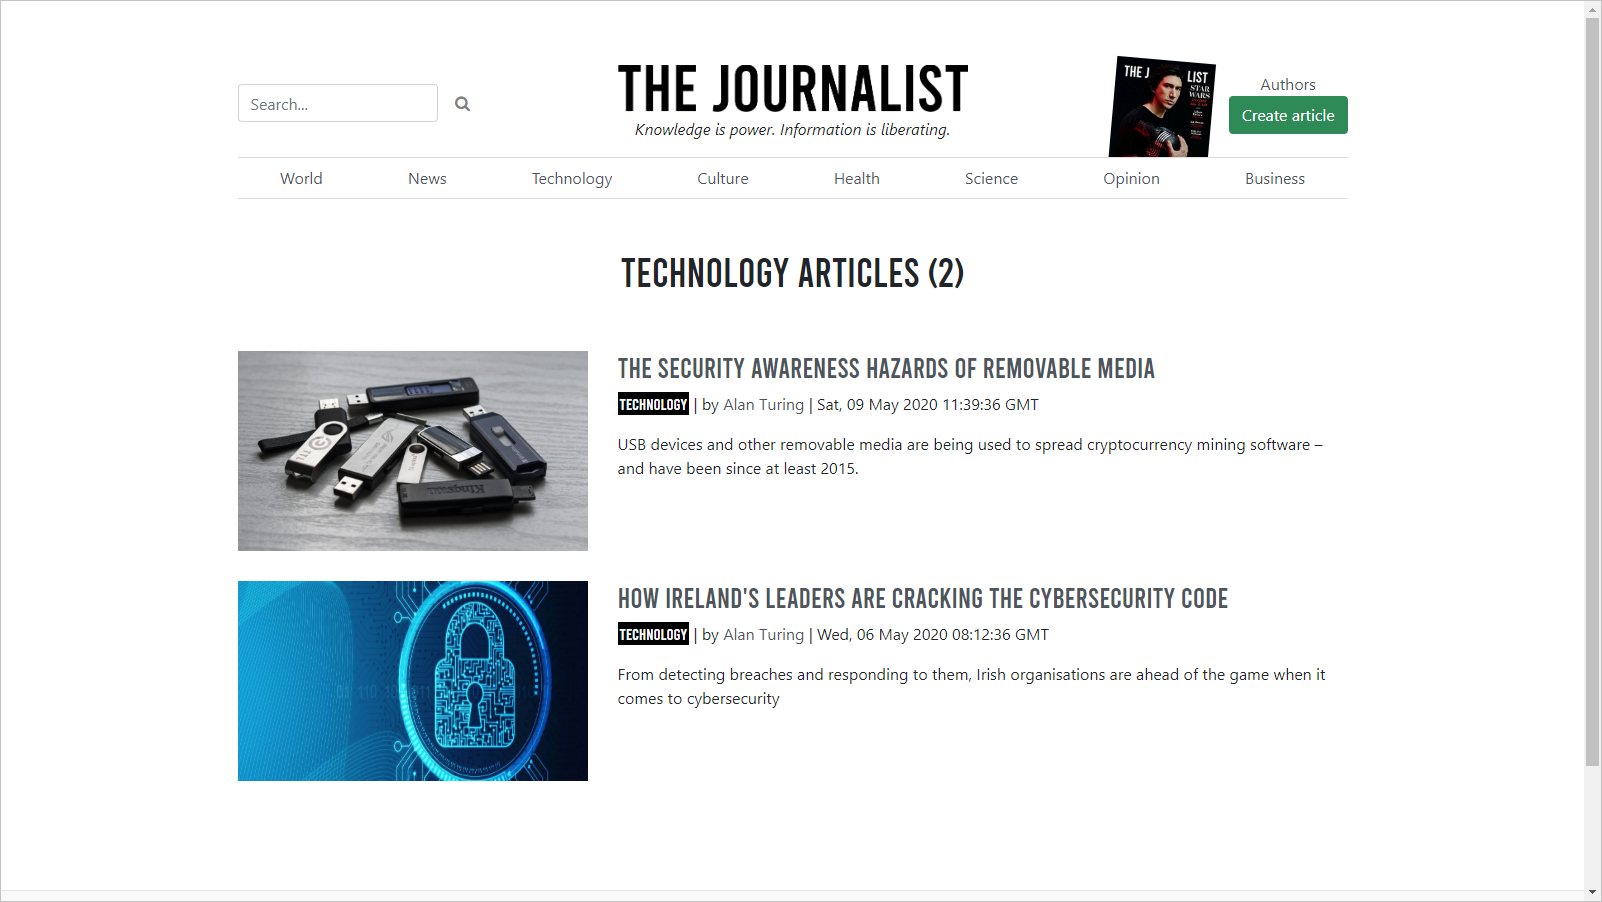 Search...
THE JOURNALIST
Knowledge is power. Information is liberating.
THE J LIST
STAR
WARS
Authors
Create article
World News Technology Culture Health Science Opinion Business
TECHNOLOGY ARTICLES (2)
THE SECURITY AWARENESS HAZARDS OF REMOVABLE MEDIA
TECHNOLOGY | by Alan Turing | Sat, 09 May 2020 11:39:36 GMT
USB devices and other removable media are being used to spread cryptocurrency mining software –
and have been since at least 2015.
HOW IRELAND'S LEADERS ARE CRACKING THE CYBERSECURITY CODE
TECHNOLOGY | by Alan Turing | Wed, 06 May 2020 08:12:36 GMT
From detecting breaches and responding to them, Irish organisations are ahead of the game when it
comes to cybersecurity